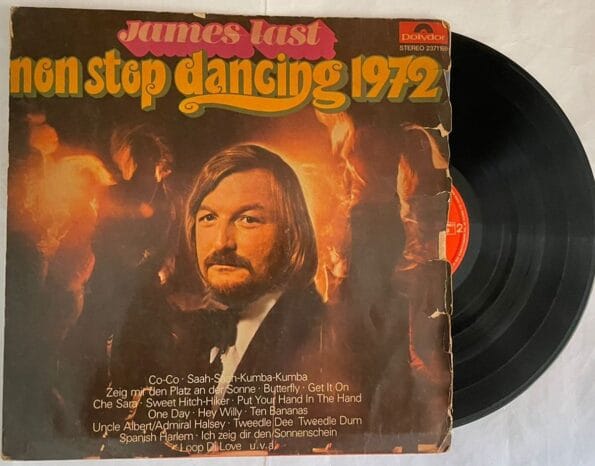 james last
Polydor
STEREO 2371189
non stop dancing 1972
Co-Co · Saah-Saah-Kumba-Kumba
Zeig mir den Platz an der Sonne · Butterfly · Get It On
Che Sara · Sweet Hitch-Hiker · Put Your Hand In The Hand
One Day · Hey Willy · Ten Bananas
Uncle Albert/Admiral Halsey · Tweedle Dee Tweedle Dum
Spanish Harlem · Ich zeig dir den Sonnenschein
Loop Di Love u.v.a.
2